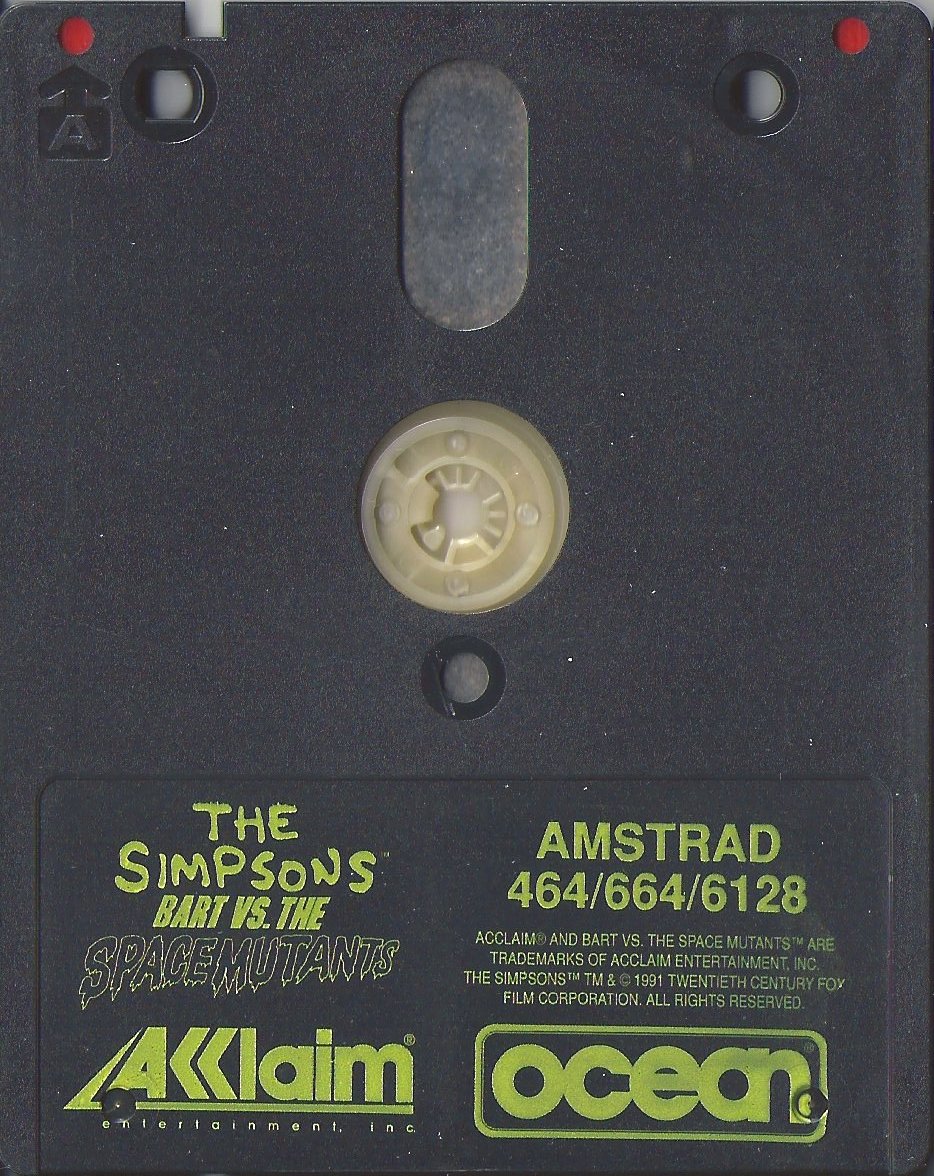 A
THE
SIMPSONS™
BART VS. THE
SPACE MUTANTS
AMSTRAD
464/664/6128
ACCLAIM® AND BART VS. THE SPACE MUTANTS™ ARE
TRADEMARKS OF ACCLAIM ENTERTAINMENT, INC.
THE SIMPSONS™ TM & © 1991 TWENTIETH CENTURY FOX
FILM CORPORATION. ALL RIGHTS RESERVED.
AKKlaim®
entertainment, inc.
ocean®